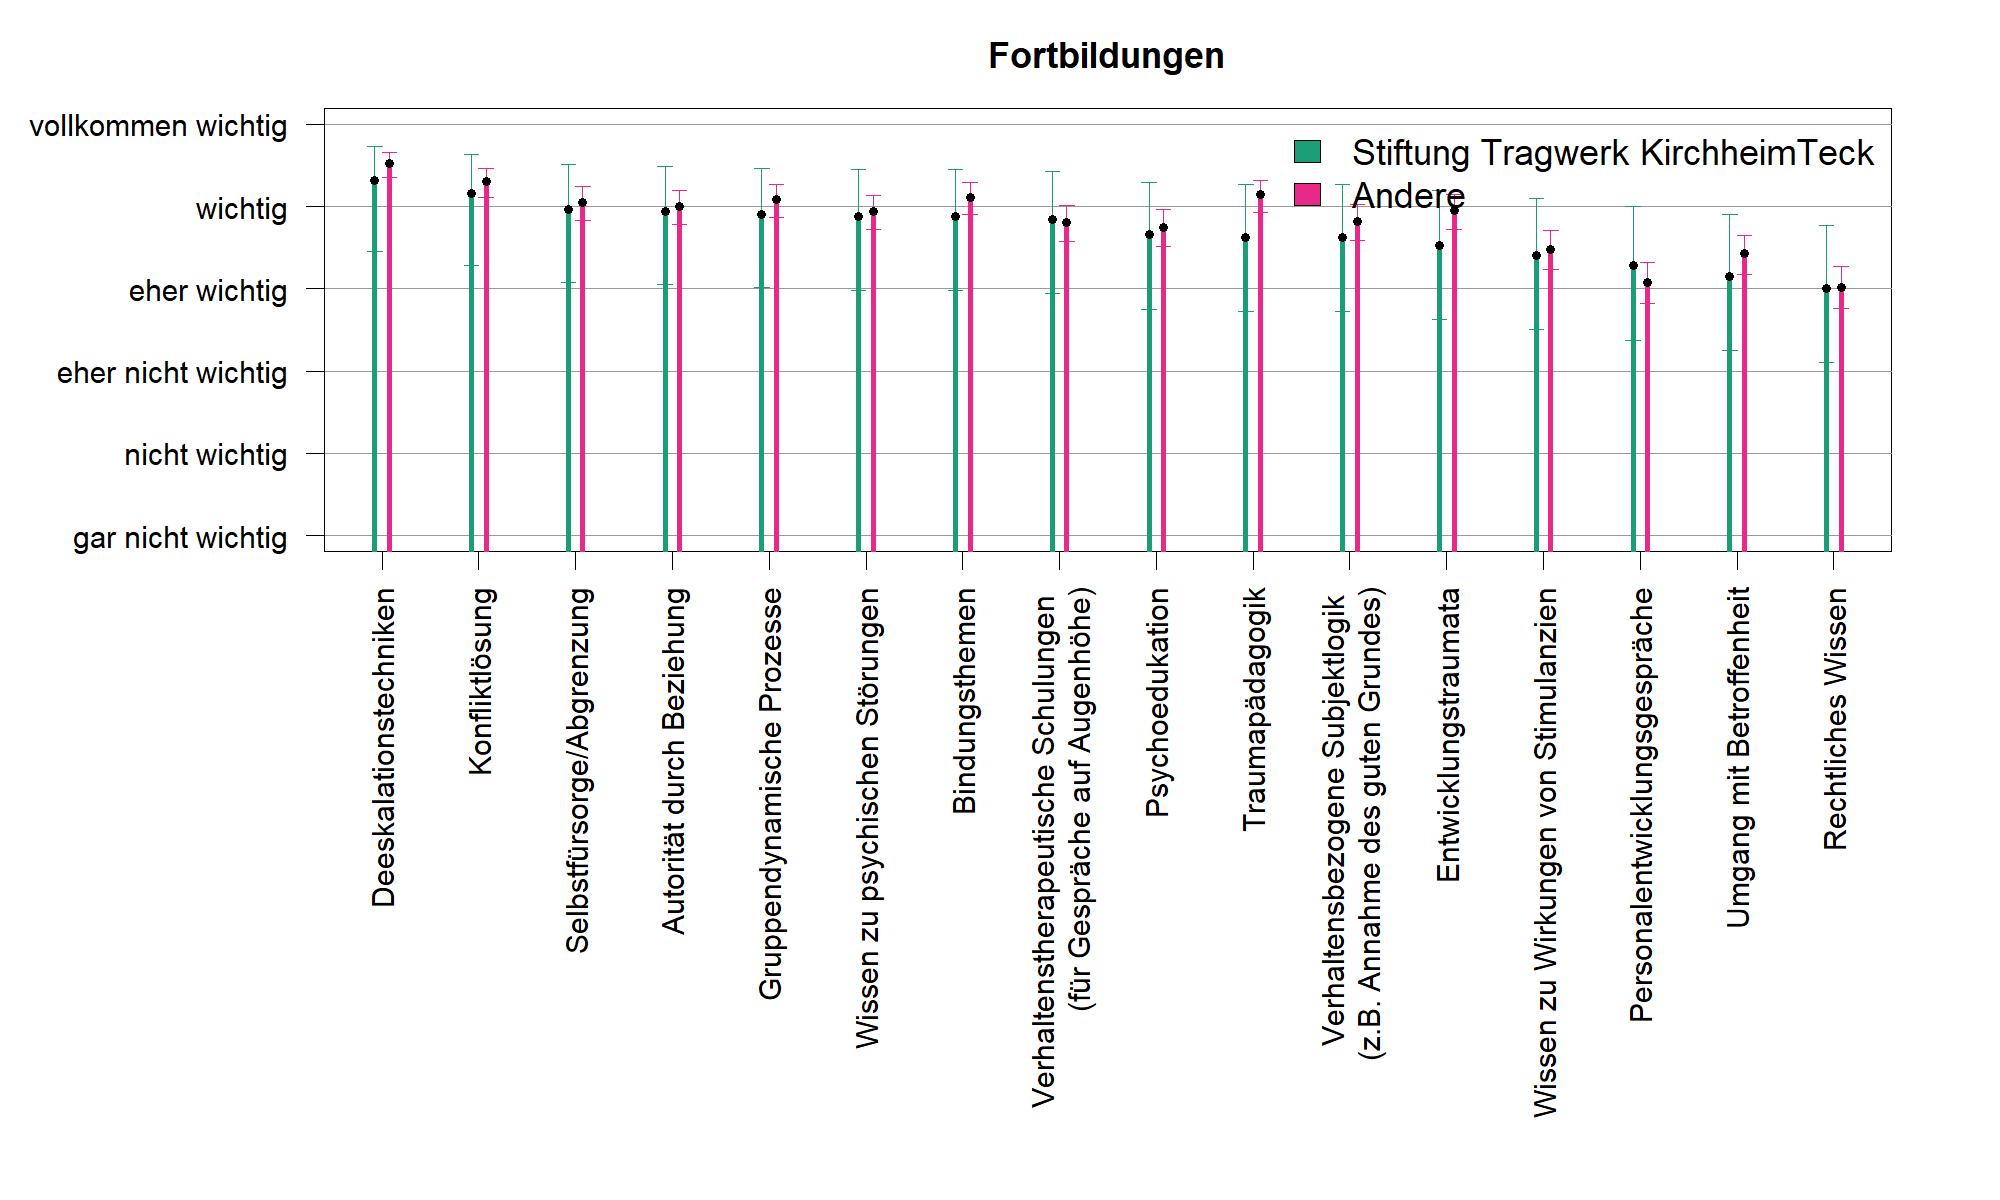 Fortbildungen
vollkommen wichtig
wichtig
eher wichtig
eher nicht wichtig
nicht wichtig
gar nicht wichtig
Stiftung Tragwerk KirchheimTeck
Andere
Deeskalationstechniken
Konfliktlösung
Selbstfürsorge/Abgrenzung
Autorität durch Beziehung
Gruppendynamische Prozesse
Wissen zu psychischen Störungen
Bindungsthemen
Verhaltenstherapeutische Schulungen
(für Gespräche auf Augenhöhe)
Psychoedukation
Traumapädagogik
Verhaltensbezogene Subjektlogik
(z.B. Annahme des guten Grundes)
Entwicklungstraumata
Wissen zu Wirkungen von Stimulanzien
Personalentwicklungsgespräche
Umgang mit Betroffenheit
Rechtliches Wissen